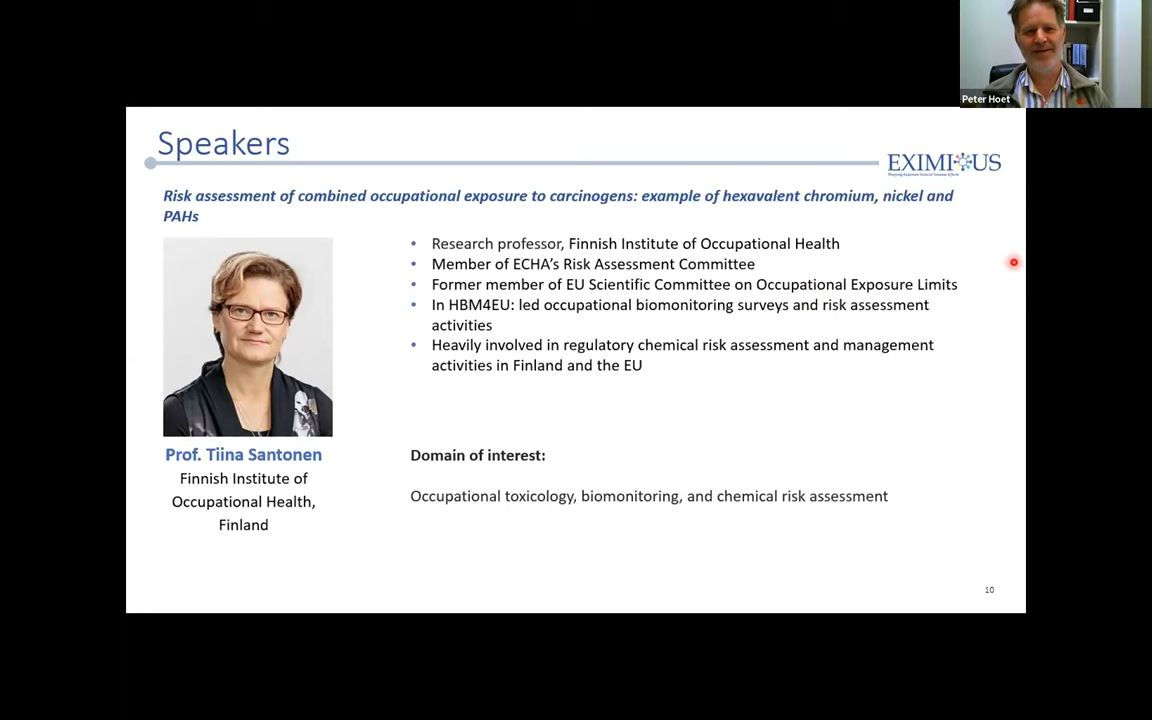 Peter Hoet
Speakers
EXIMIOUS
Risk assessment of combined occupational exposure to carcinogens: example of hexavalent chromium, nickel and
PAHs
• Research professor, Finnish Institute of Occupational Health
• Member of ECHA's Risk Assessment Committee
• Former member of EU Scientific Committee on Occupational Exposure Limits
• In HBM4EU: led occupational biomonitoring surveys and risk assessment
activities
• Heavily involved in regulatory chemical risk assessment and management
activities in Finland and the EU
Prof. Tiina Santonen
Finnish Institute of
Occupational Health,
Finland
Domain of interest:
Occupational toxicology, biomonitoring, and chemical risk assessment
10